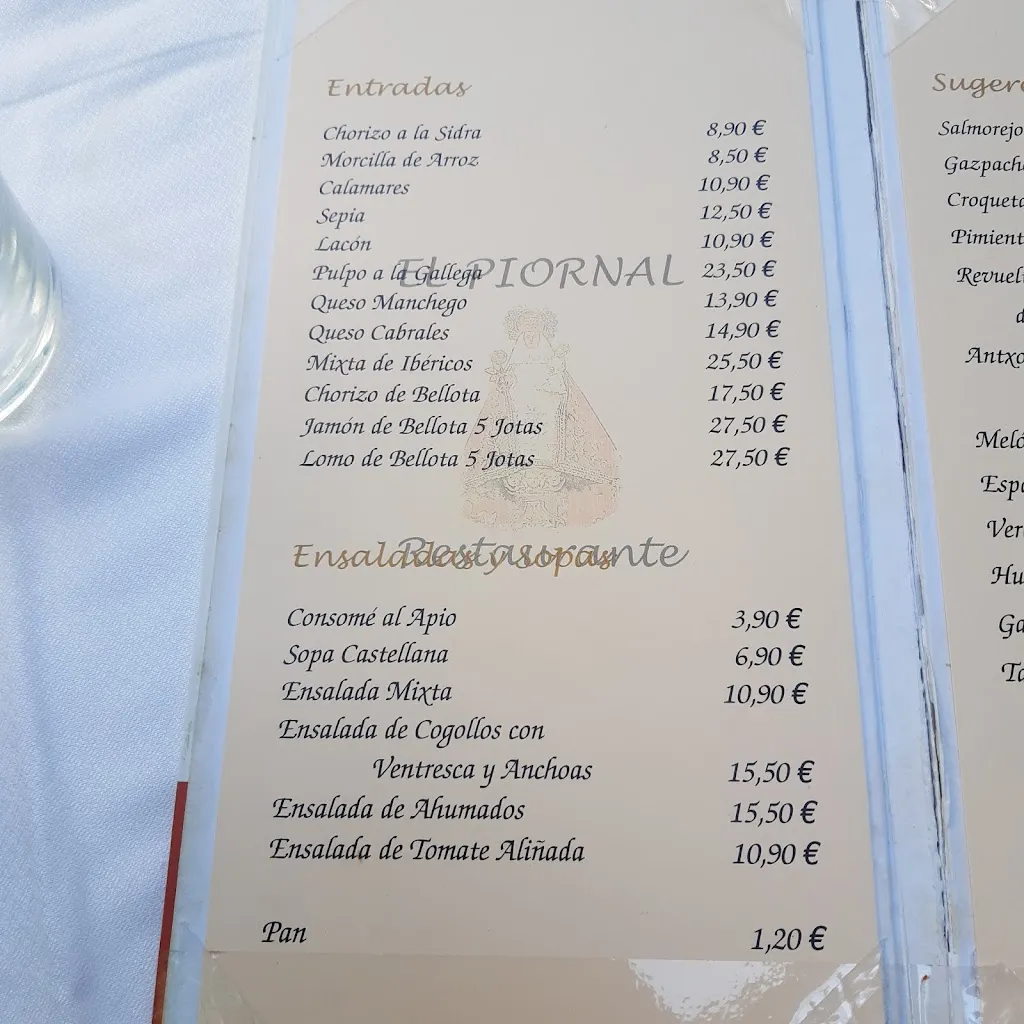 Entradas
Chorizo a la Sidra 8,90 €
Morcilla de Arroz 8,50 €
Calamares 10,90 €
Sepia 12,50 €
Lacón 10,90 €
EL PIORNAL
Pulpo a la Gallega 23,50 €
Queso Manchego 13,90 €
Queso Cabrales 14,90 €
Mixta de Ibéricos 25,50 €
Chorizo de Bellota 17,50 €
Jamón de Bellota 5 Jotas 27,50 €
Lomo de Bellota 5 Jotas 27,50 €
Restaurante
Ensaladas y Sopas
Consomé al Apio 3,90 €
Sopa Castellana 6,90 €
Ensalada Mixta 10,90 €
Ensalada de Cogollos con
Ventresca y Anchoas 15,50 €
Ensalada de Ahumados 15,50 €
Ensalada de Tomate Aliñada 10,90 €
Pan 1,20 €
Salmorejo